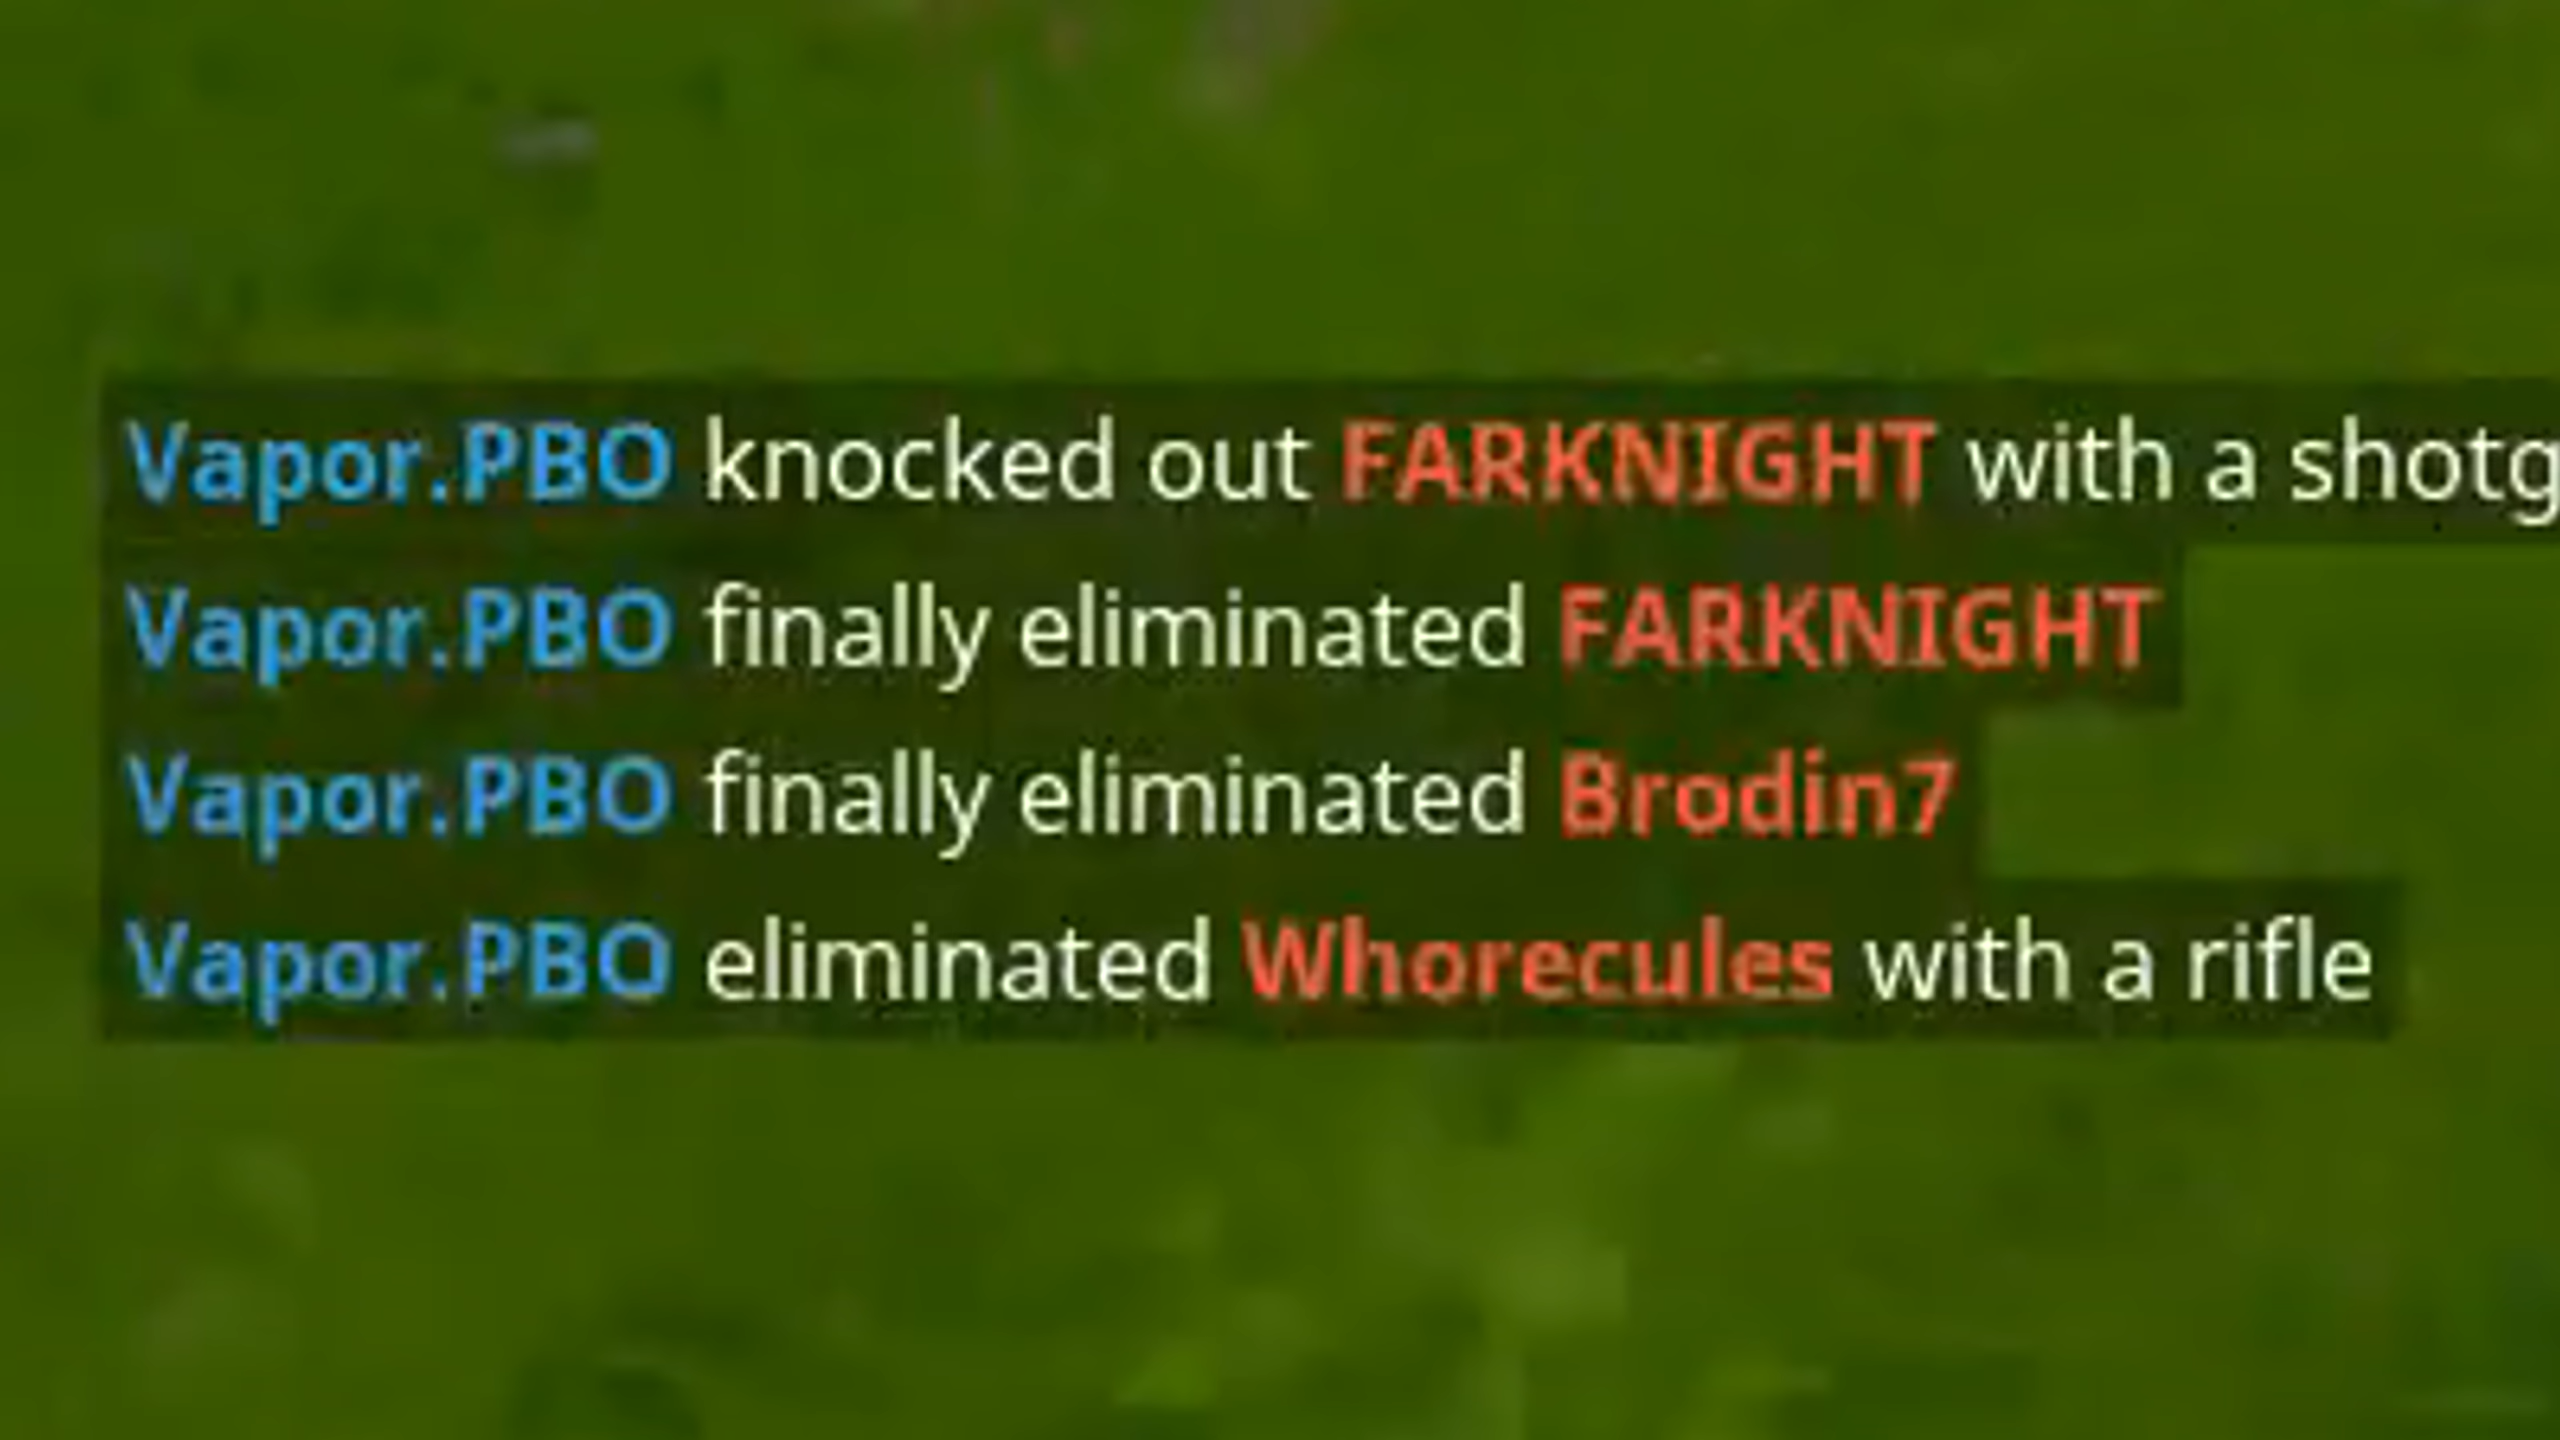 Vapor.PBO knocked out FARKNIGHT with a shotg
Vapor.PBO finally eliminated FARKNIGHT
Vapor.PBO finally eliminated Brodin7
Vapor.PBO eliminated Whorecules with a rifle